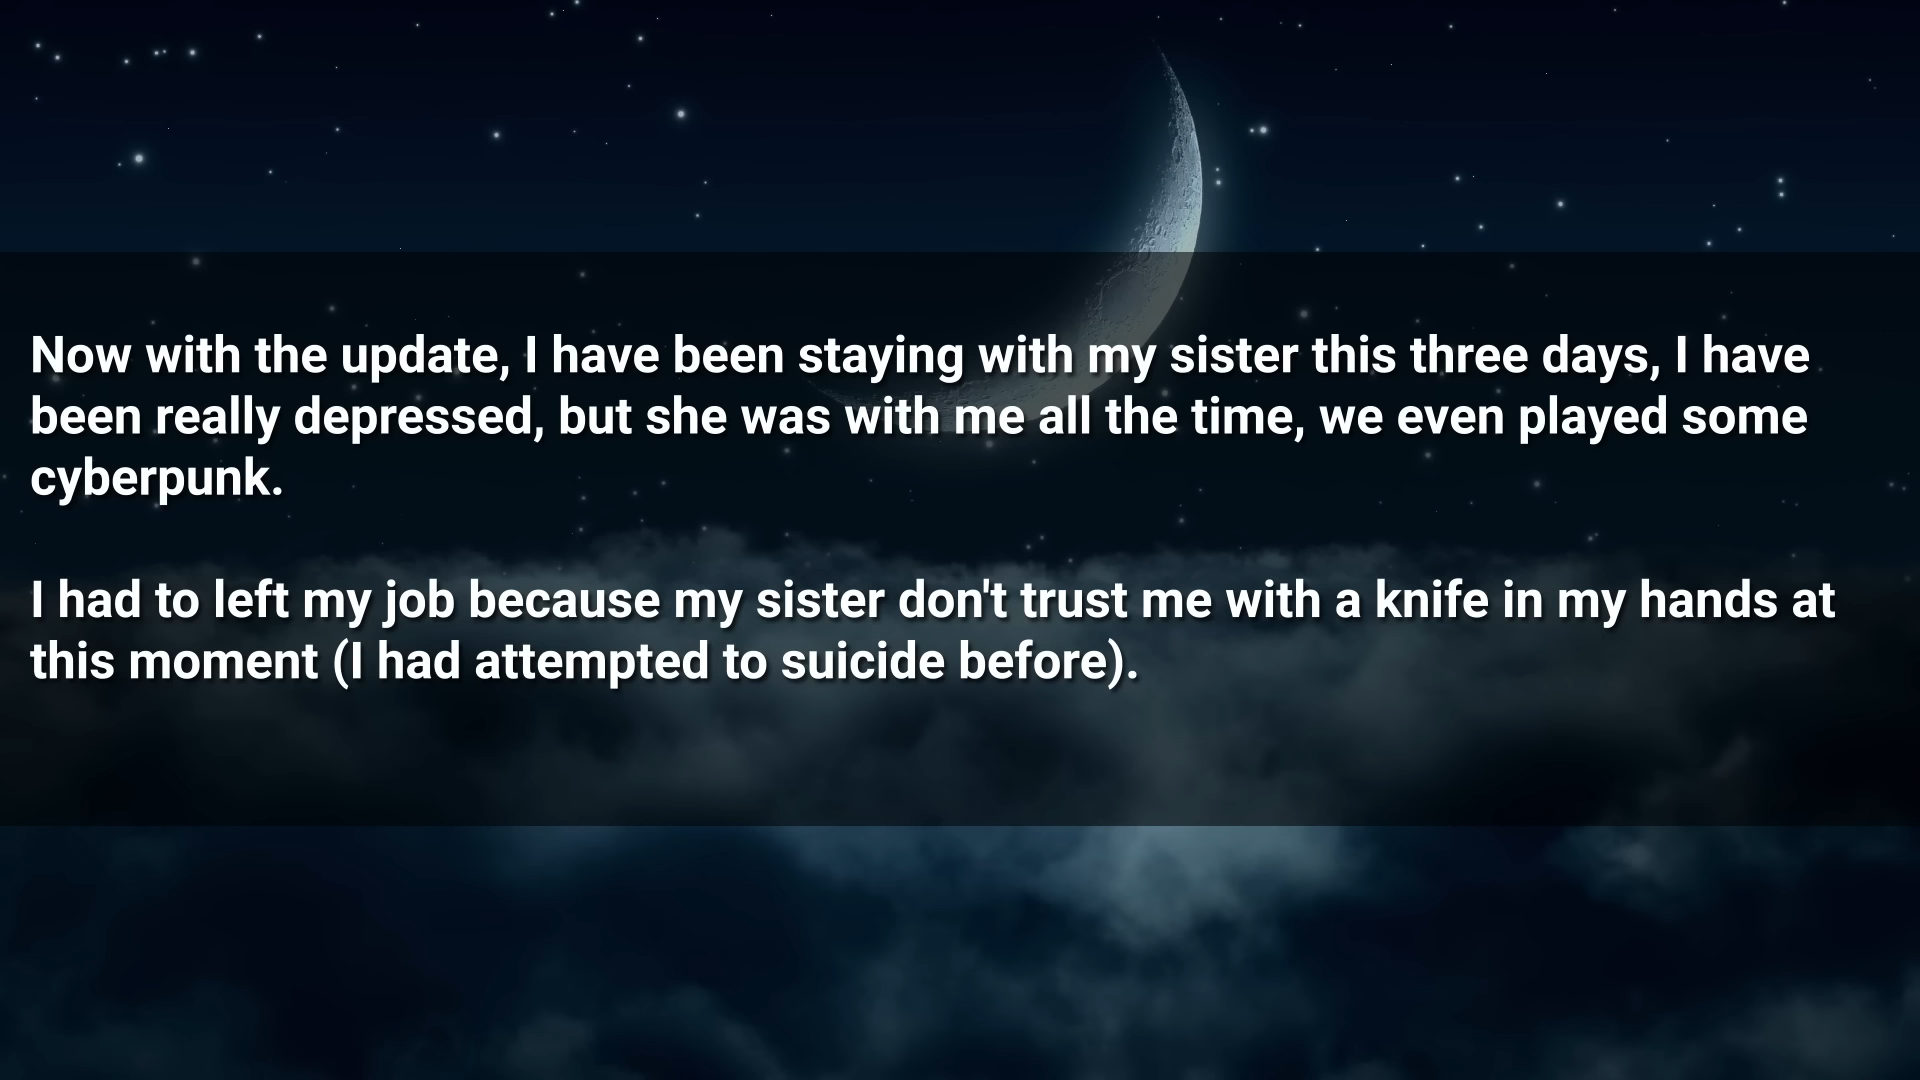 Now with the update, I have been staying with my sister this three days, I have
been really depressed, but she was with me all the time, we even played some
cyberpunk.
I had to left my job because my sister don't trust me with a knife in my hands at
this moment (I had attempted to suicide before).